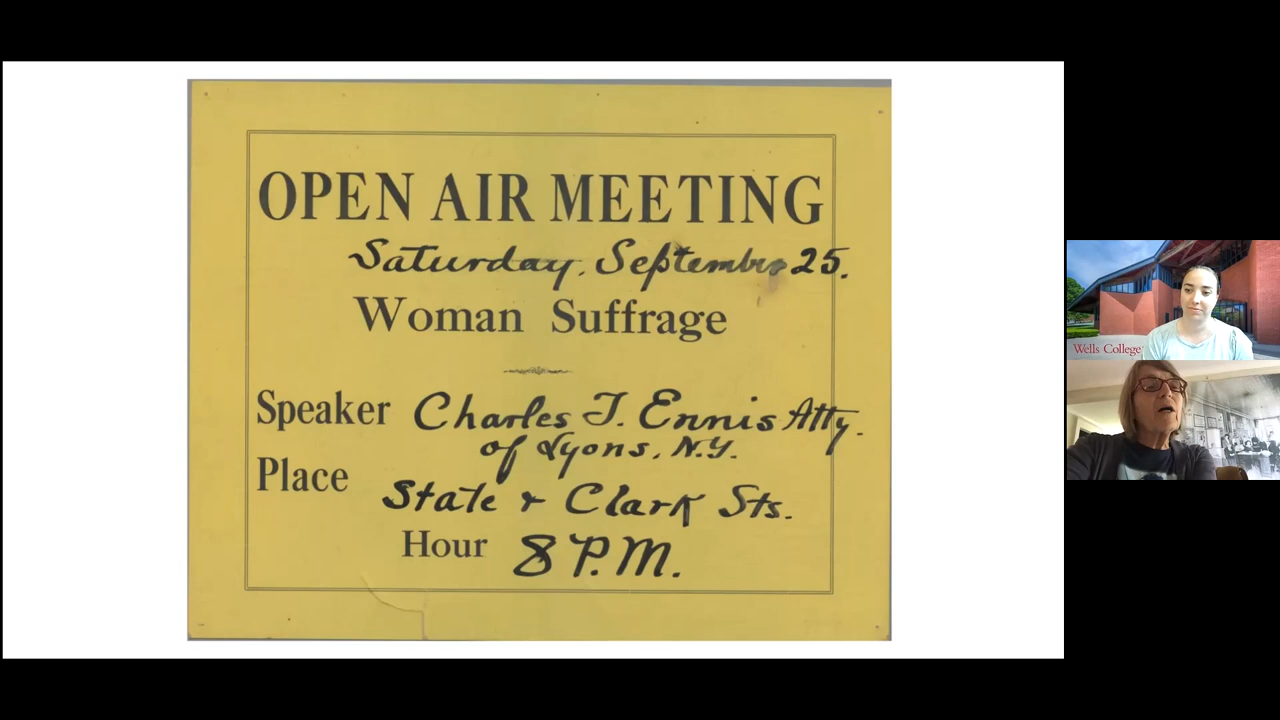 OPEN AIR MEETING
Saturday, September 25.
Woman Suffrage
Speaker Charles T. Ennis Atty.
of Lyons, N.Y.
Place
State & Clark Sts.
Hour 8 P.M.
Wells College